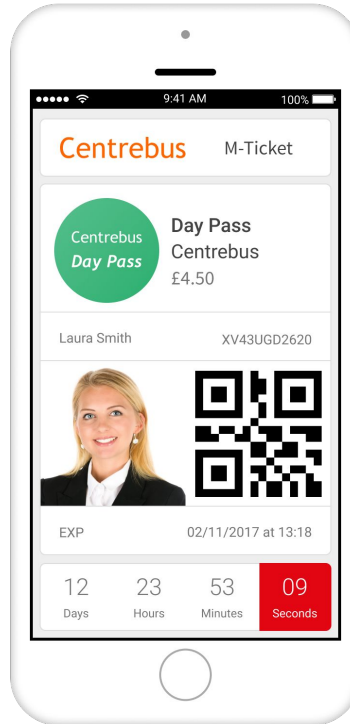 9:41 AM 100%
Centrebus M-Ticket
Centrebus
Day Pass
Day Pass
Centrebus
£4.50
Laura Smith XV43UGD2620
EXP 02/11/2017 at 13:18
12 23 53 09
Days Hours Minutes Seconds